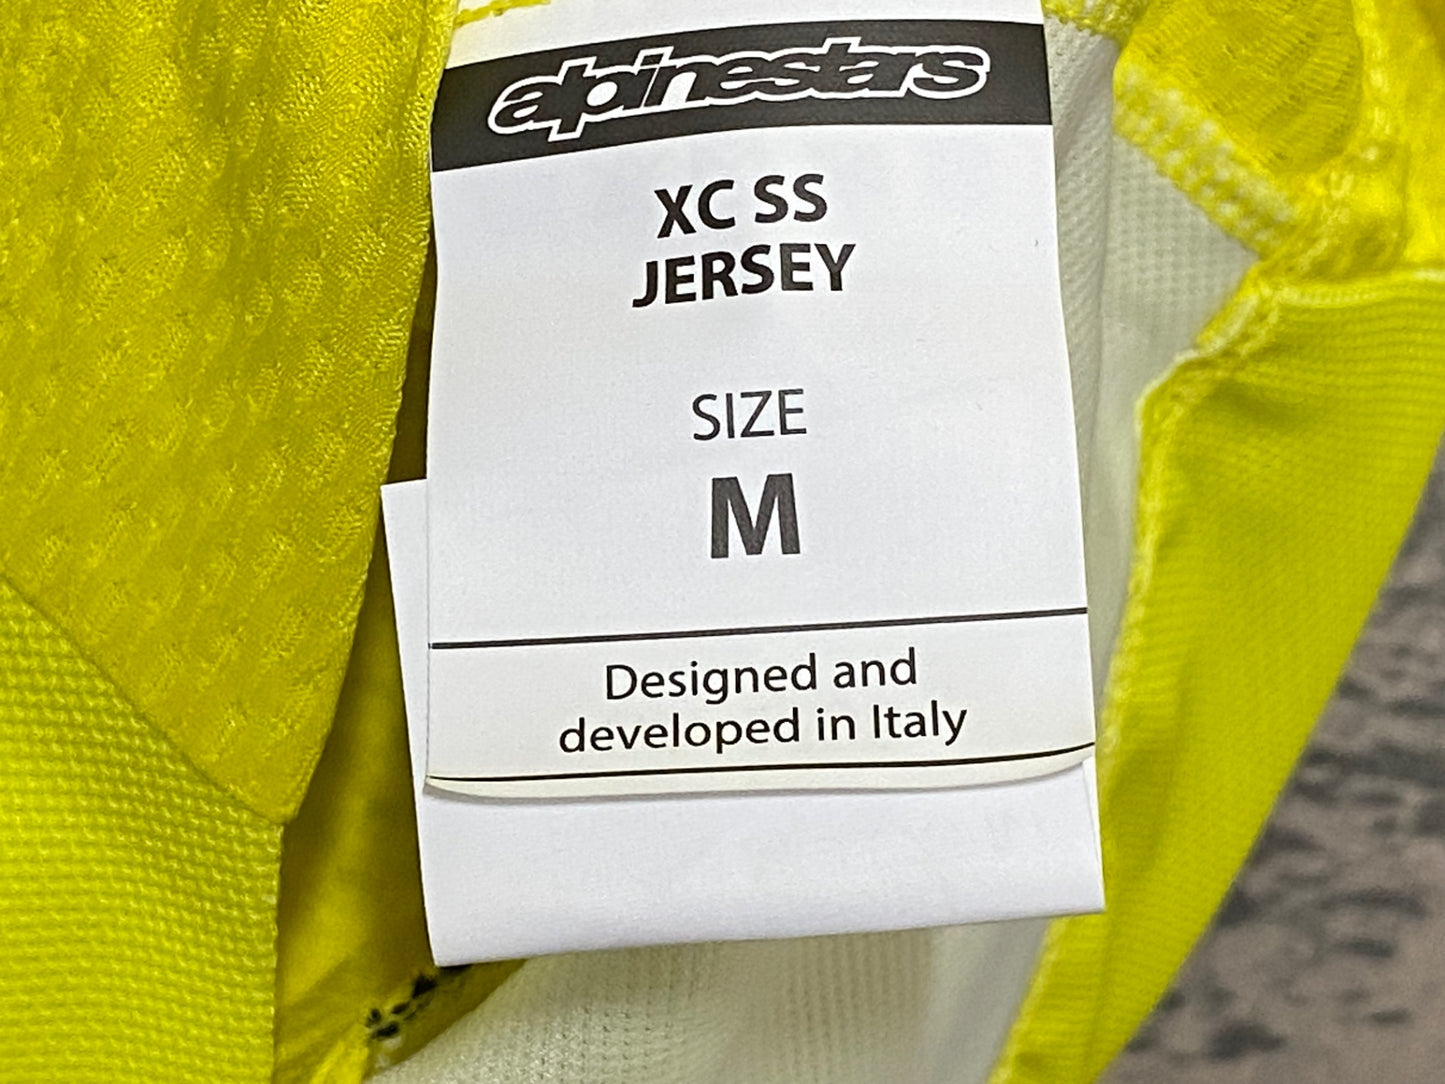 alpinestars
XC SS
JERSEY
SIZE
M
Designed and
developed in Italy